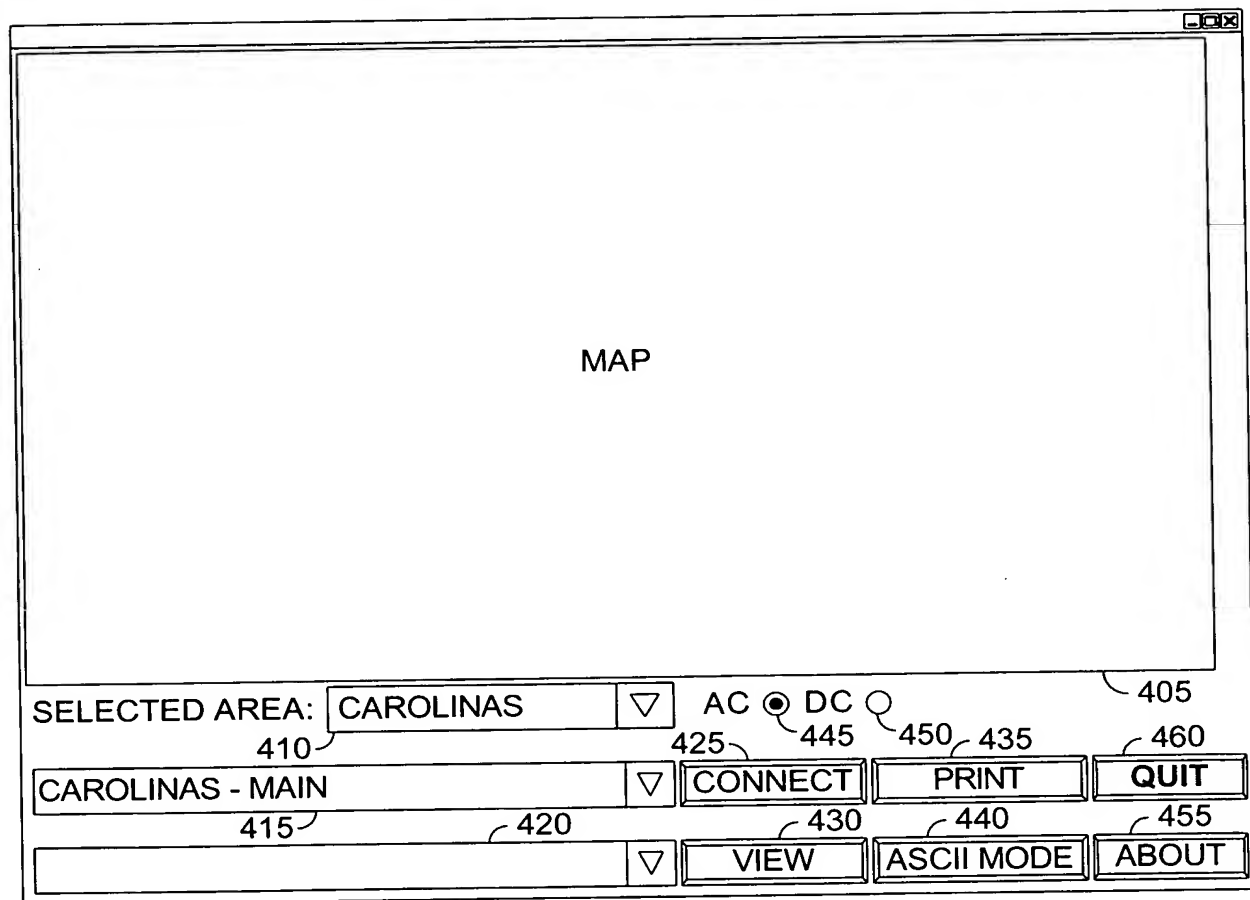 MAP
405
SELECTED AREA: CAROLINAS AC DC
410 445 450
425 435 460
CAROLINAS - MAIN CONNECT PRINT QUIT
415 420 430 440 455
VIEW ASCII MODE ABOUT